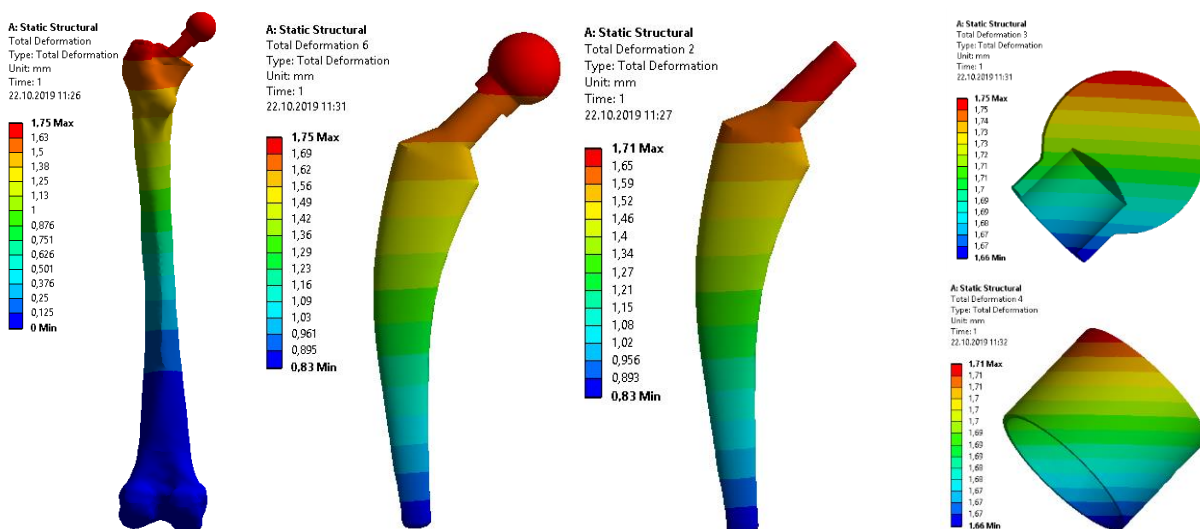 A: Static Structural
Total Deformation
Type: Total Deformation
Unit: mm
Time: 1
22.10.2019 11:26
1,75 Max
1,63
1,5
1,38
1,25
1,13
1
0,876
0,751
0,626
0,501
0,376
0,25
0,125
0 Min
A: Static Structural
Total Deformation 6
Type: Total Deformation
Unit: mm
Time: 1
22.10.2019 11:31
1,75 Max
1,69
1,62
1,56
1,49
1,42
1,36
1,29
1,23
1,16
1,09
1,03
0,961
0,895
0,83 Min
A: Static Structural
Total Deformation 2
Type: Total Deformation
Unit: mm
Time: 1
22.10.2019 11:27
1,71 Max
1,65
1,59
1,52
1,46
1,4
1,34
1,27
1,21
1,15
1,08
1,02
0,956
0,893
0,83 Min
A: Static Structural
Total Deformation 3
Type: Total Deformation
Unit: mm
Time: 1
22.10.2019 11:31
1,75 Max
1,75
1,74
1,73
1,73
1,72
1,71
1,71
1,7
1,69
1,69
1,68
1,67
1,67
1,66 Min
A: Static Structural
Total Deformation 4
Type: Total Deformation
Unit: mm
Time: 1
22.10.2019 11:32
1,71 Max
1,71
1,71
1,7
1,7
1,7
1,69
1,69
1,69
1,68
1,68
1,67
1,67
1,67
1,66 Min